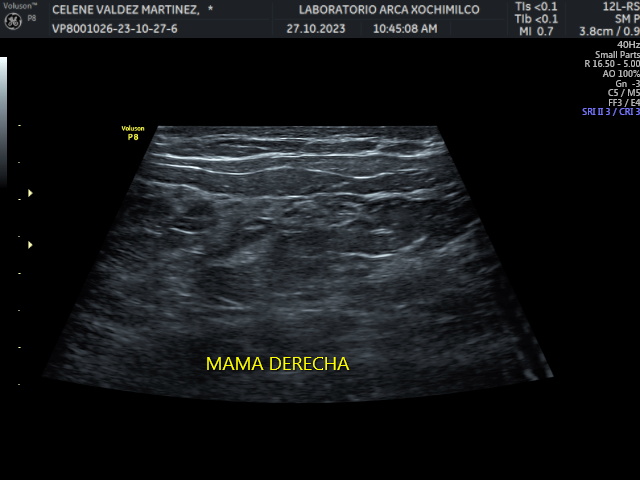 Voluson™
P8
CELENE VALDEZ MARTINEZ, *
LABORATORIO ARCA XOCHIMILCO
TIs <0.1
12L-RS
VP8001026-23-10-27-6
27.10.2023
10:45:08 AM
TIb <0.1
SM P
MI 0.7
3.8cm / 0.9
40Hz
Small Parts
R 16.50 - 5.00
AO 100%
Gn -3
C5 / M5
FF3 / E4
SRI II 3 / CRI 3
Voluson
P8
MAMA DERECHA